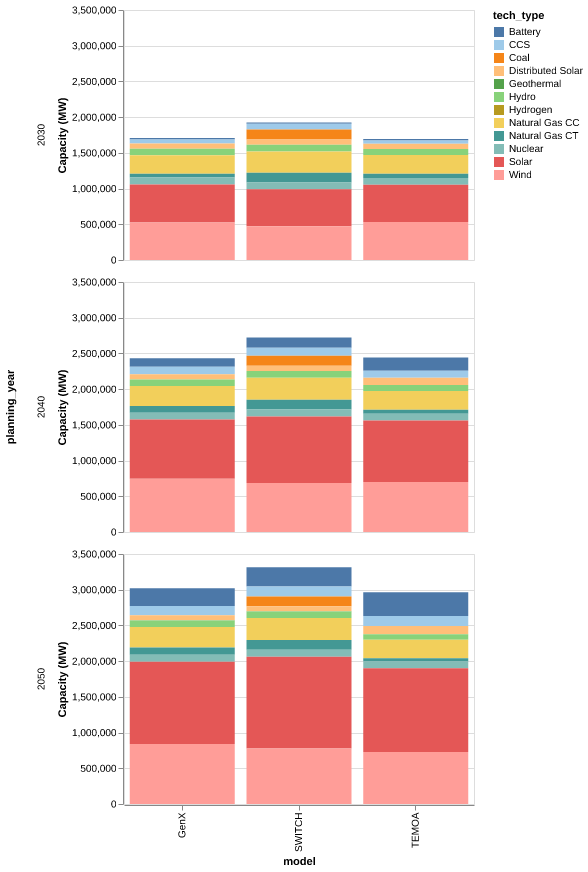 tech_type
Battery
CCS
Coal
Distributed Solar
Geothermal
Hydro
Hydrogen
Natural Gas CC
Natural Gas CT
Nuclear
Solar
Wind
planning_year
2030
Capacity (MW)
3,500,000
3,000,000
2,500,000
2,000,000
1,500,000
1,000,000
500,000
0
2040
Capacity (MW)
3,500,000
3,000,000
2,500,000
2,000,000
1,500,000
1,000,000
500,000
0
2050
Capacity (MW)
3,500,000
3,000,000
2,500,000
2,000,000
1,500,000
1,000,000
500,000
0
GenX
SWITCH
TEMOA
model